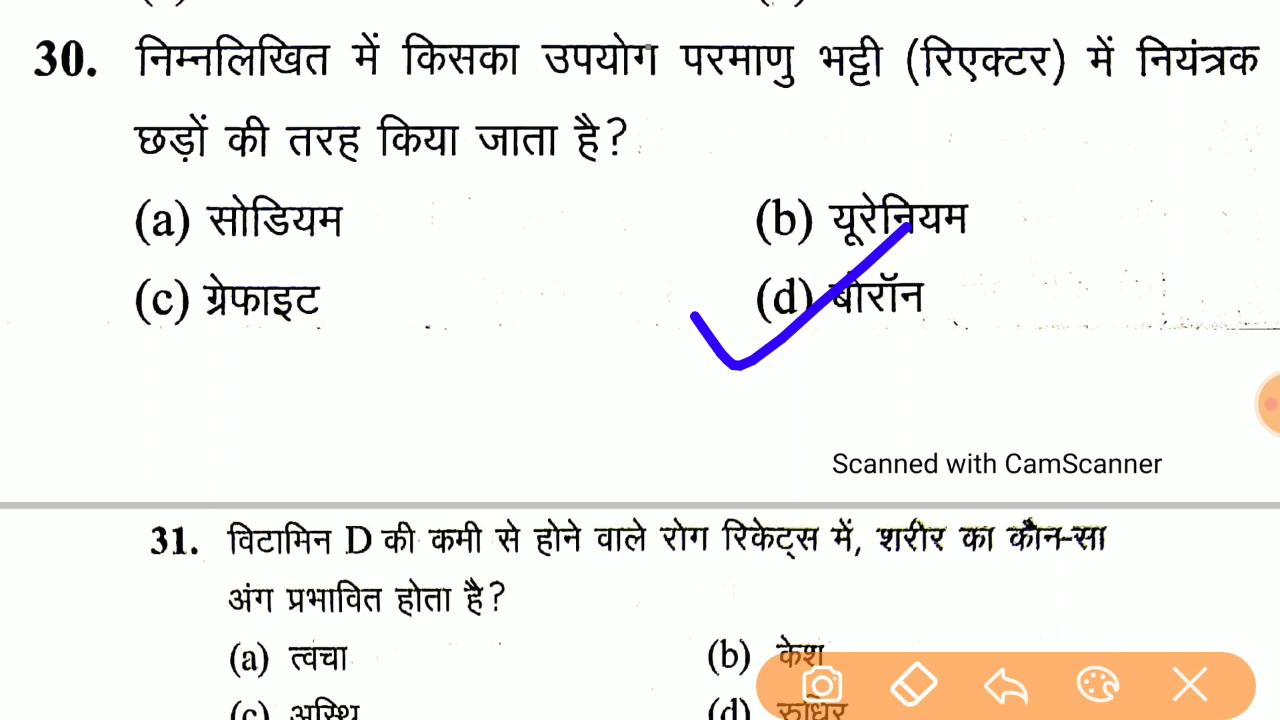 30. निम्नलिखित में किसका उपयोग परमाणु भट्टी (रिएक्टर) में नियंत्रक
छड़ों की तरह किया जाता है?
(a) सोडियम (b) यूरेनियम
(c) ग्रेफाइट (d) बोरॉन
Scanned with CamScanner
31. विटामिन D की कमी से होने वाले रोग रिकेट्स में, शरीर का कौन-सा
अंग प्रभावित होता है?
(a) त्वचा (b) केश
(c) अस्थि (d) रुधिर